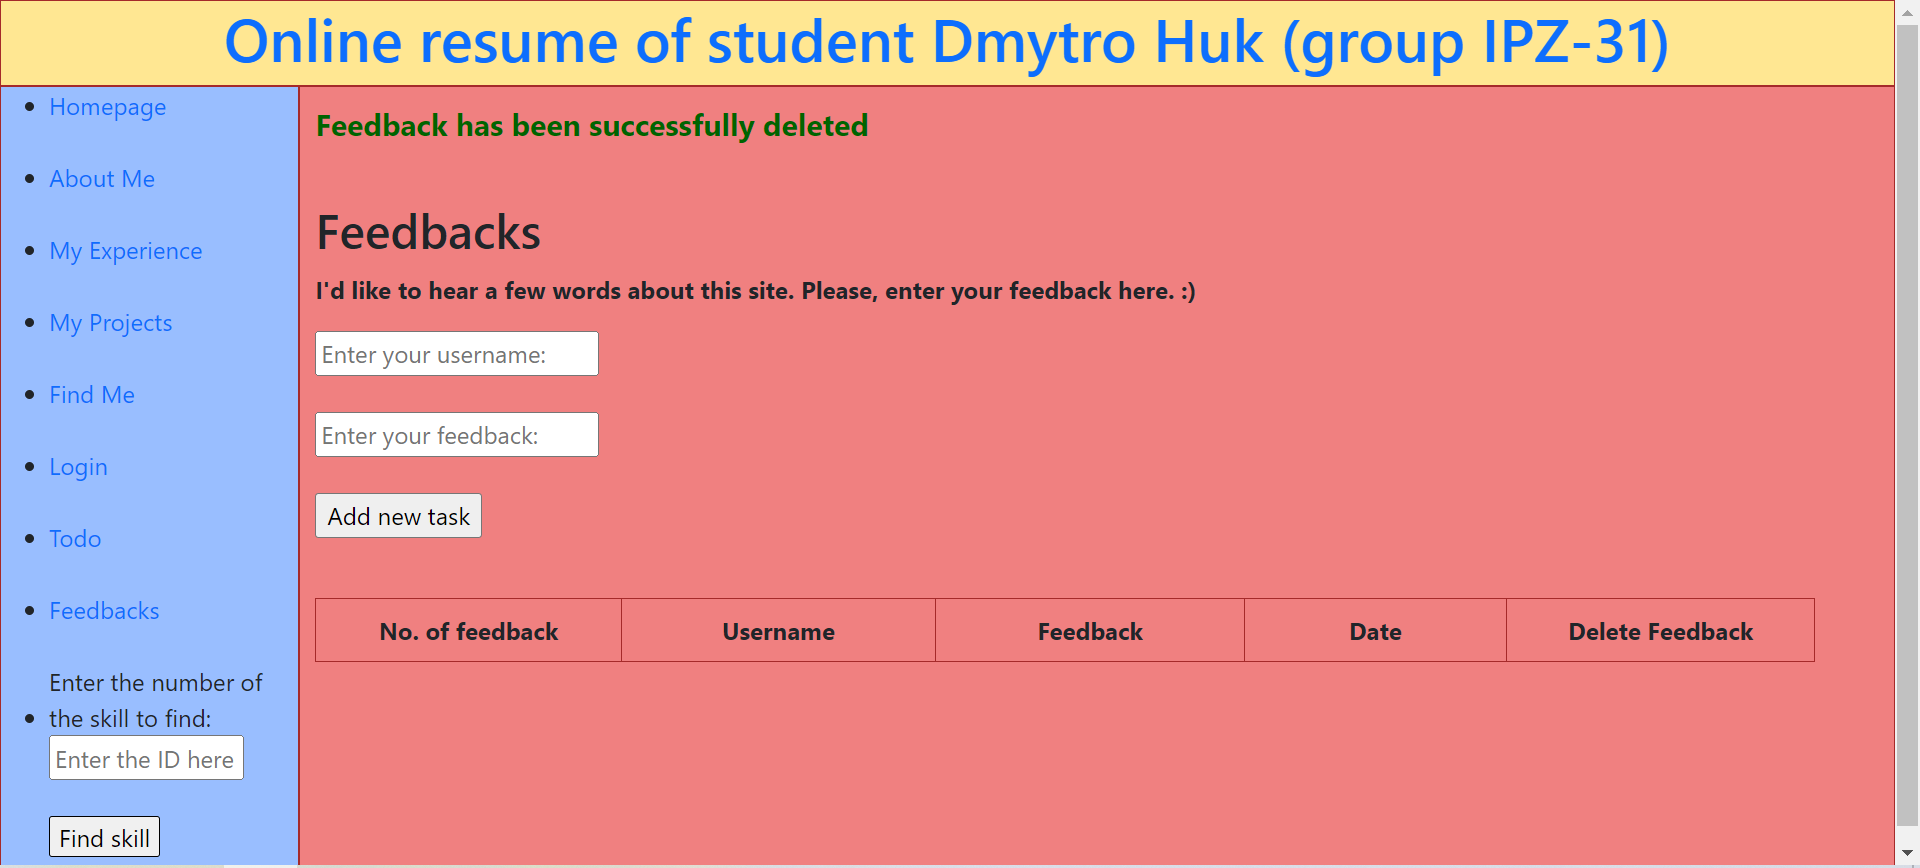 Online resume of student Dmytro Huk (group IPZ-31)
Homepage
About Me
My Experience
My Projects
Find Me
Login
Todo
Feedbacks
Enter the number of
the skill to find:
Enter the ID here
Find skill
Feedback has been successfully deleted
Feedbacks
I'd like to hear a few words about this site. Please, enter your feedback here. :)
Enter your username:
Enter your feedback:
Add new task
No. of feedback Username Feedback Date Delete Feedback